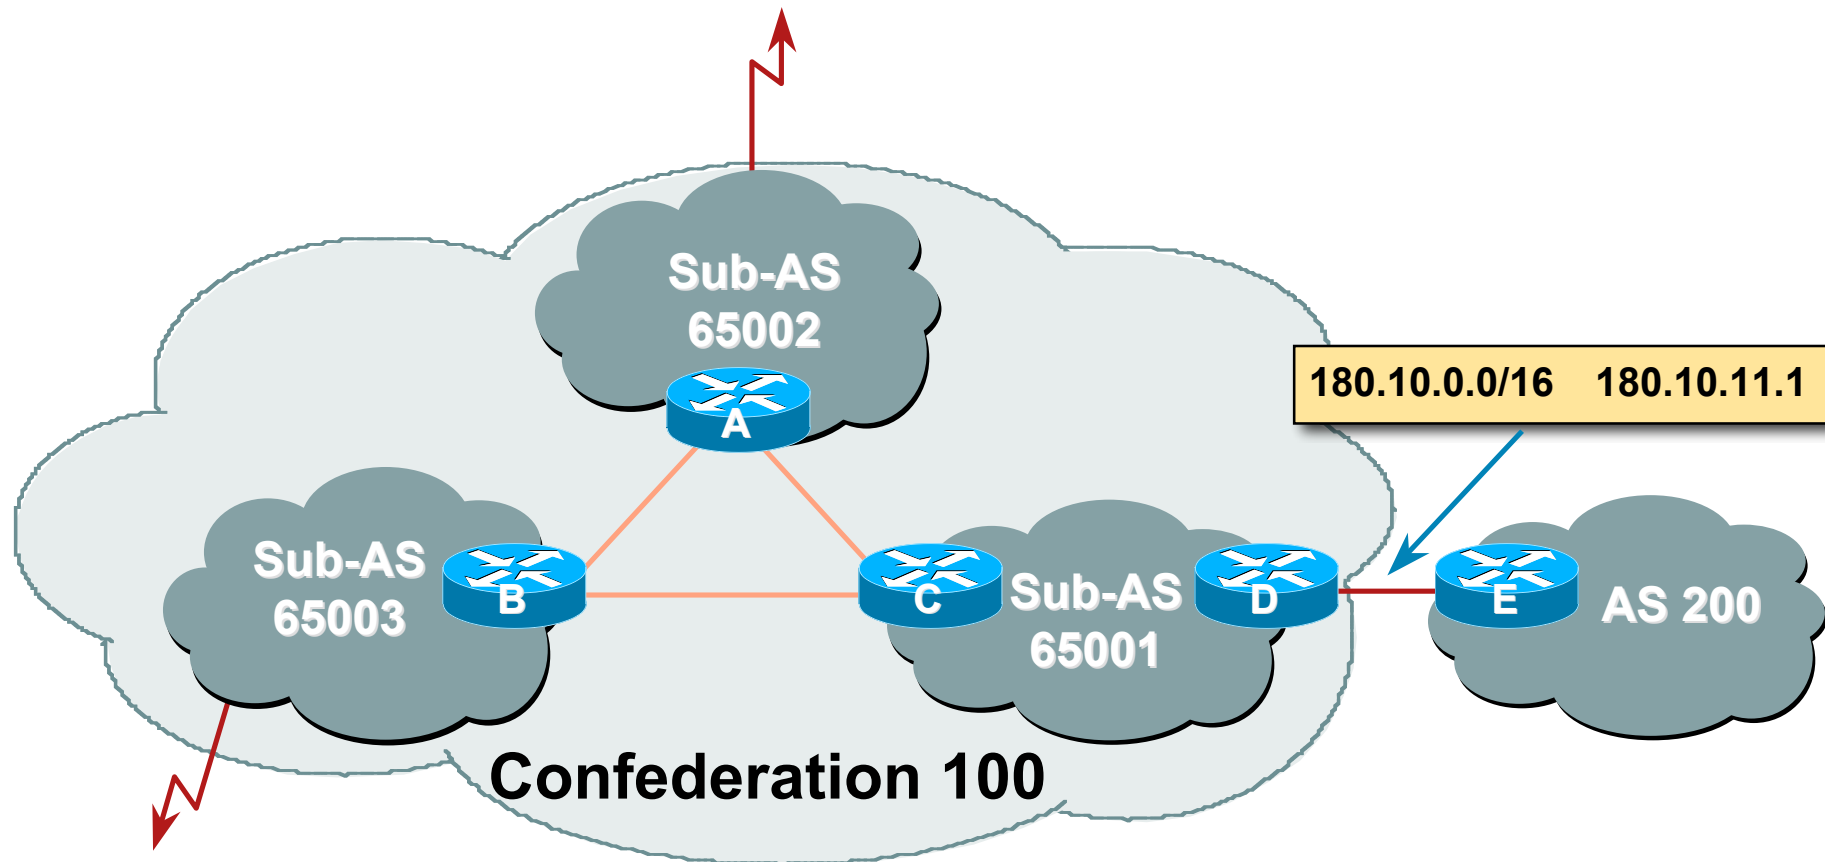 Sub-AS
65002
A
180.10.0.0/16 180.10.11.1
Sub-AS
65003
B
C
Sub-AS
65001
D
E
AS 200
Confederation 100